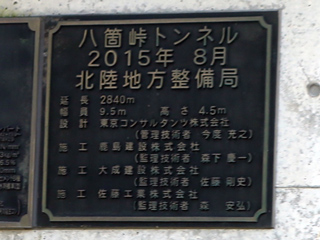 八箇峠トンネル
2015年 8月
北陸地方整備局
延長 2840m
幅員 9.5m 高さ 4.5m
設計 東京コンサルタンツ株式会社
(管理技術者 今度 充之)
施工 鹿島建設株式会社
(監理技術者 森下 慶一)
施工 大成建設株式会社
(監理技術者 佐藤 剛史)
施工 佐藤工業株式会社
(監理技術者 森 安弘)